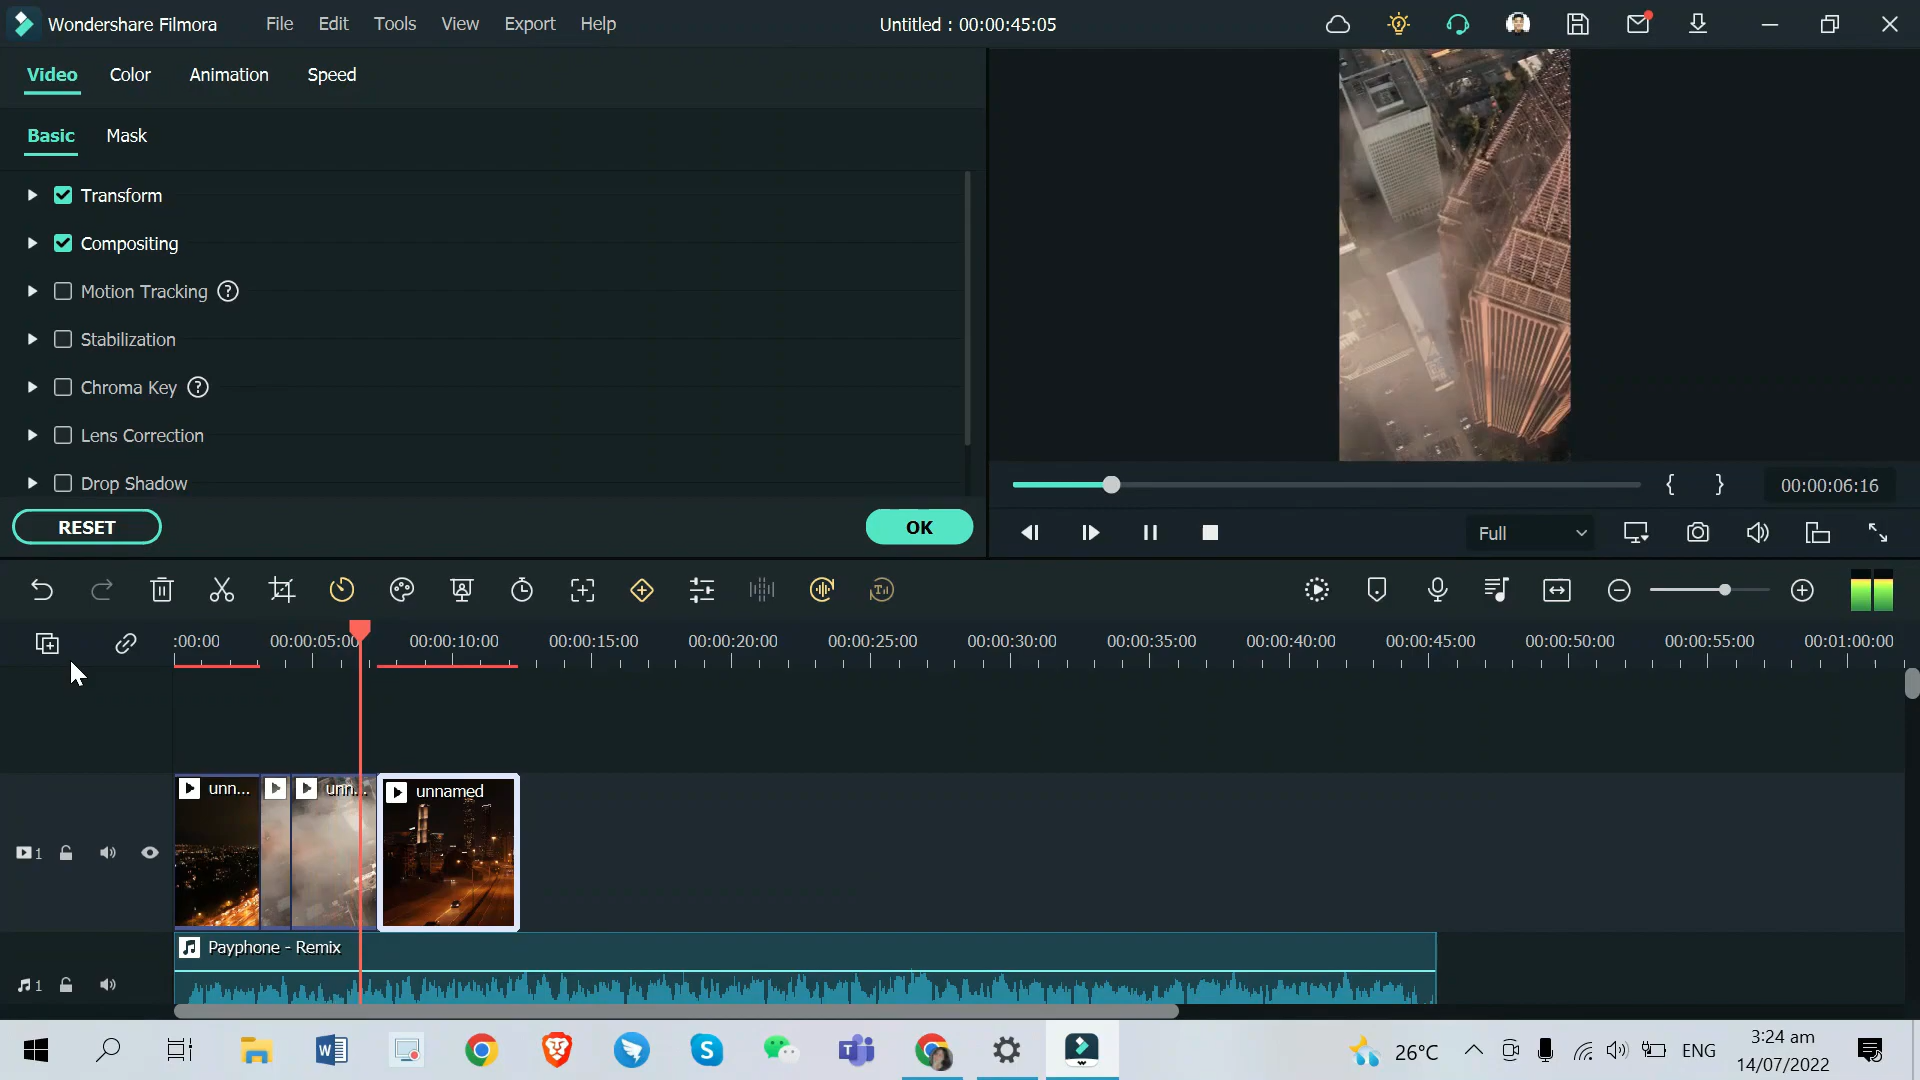 Wondershare Filmora
File
Edit
Tools
View
Export
Help
Untitled : 00:00:45:05
Video
Color
Animation
Speed
Basic
Mask
Transform
Compositing
Motion Tracking
Stabilization
Chroma Key
Lens Correction
Drop Shadow
RESET
OK
{ }
00:00:06:16
Full
:00:00
00:00:05:00
00:00:10:00
00:00:15:00
00:00:20:00
00:00:25:00
00:00:30:00
00:00:35:00
00:00:40:00
00:00:45:00
00:00:50:00
00:00:55:00
00:01:00:00
1
unn...
unn...
unnamed
Payphone - Remix
1
26°C
ENG
3:24 am
14/07/2022